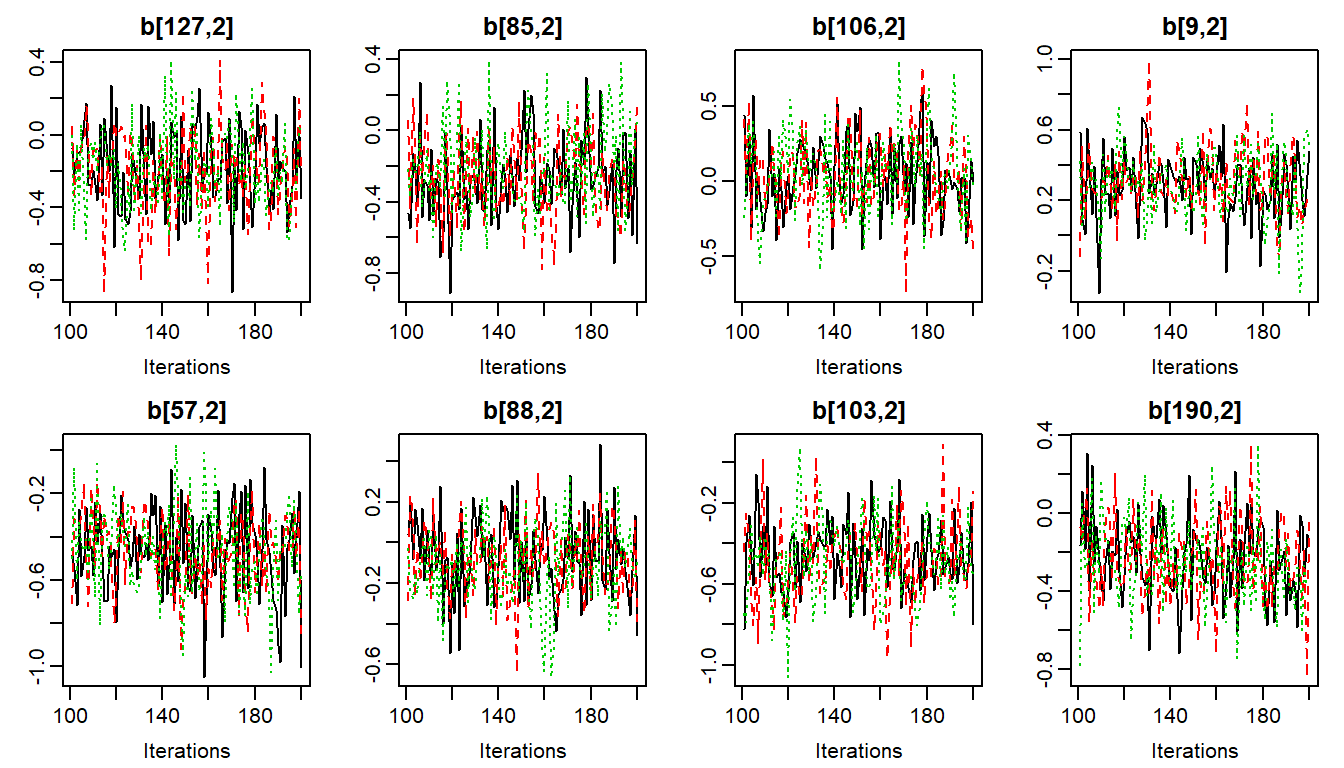 b[127,2] b[85,2] b[106,2] b[9,2]
0.4 0.0 -0.4 -0.8
0.4 0.0 -0.4 -0.8
0.5 0.0 -0.5
1.0 0.6 0.2 -0.2
100 140 180 100 140 180 100 140 180 100 140 180
Iterations Iterations Iterations Iterations
b[57,2] b[88,2] b[103,2] b[190,2]
-0.2 -0.6 -1.0
0.2 -0.2 -0.6
-0.2 -0.6 -1.0
0.4 0.0 -0.4 -0.8
100 140 180 100 140 180 100 140 180 100 140 180
Iterations Iterations Iterations Iterations